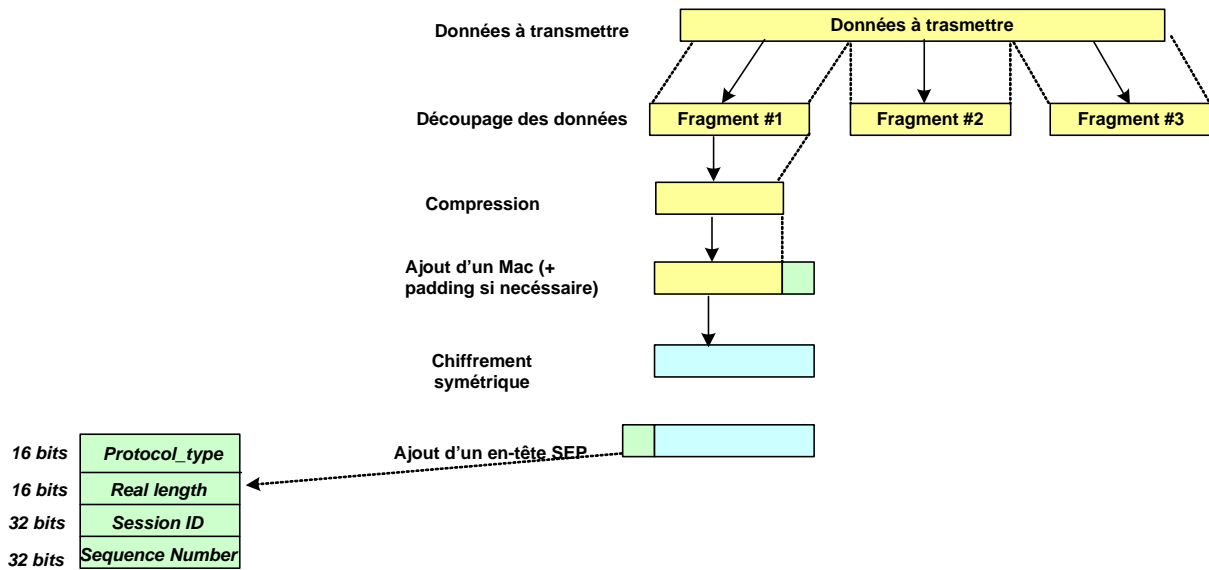 Données à transmettre
Données à trasmettre
Découpage des données
Fragment #1
Fragment #2
Fragment #3
Compression
Ajout d'un Mac (+
padding si necéssaire)
Chiffrement
symétrique
Ajout d'un en-tête SEP
16 bits
Protocol_type
16 bits
Real length
32 bits
Session ID
32 bits
Sequence Number